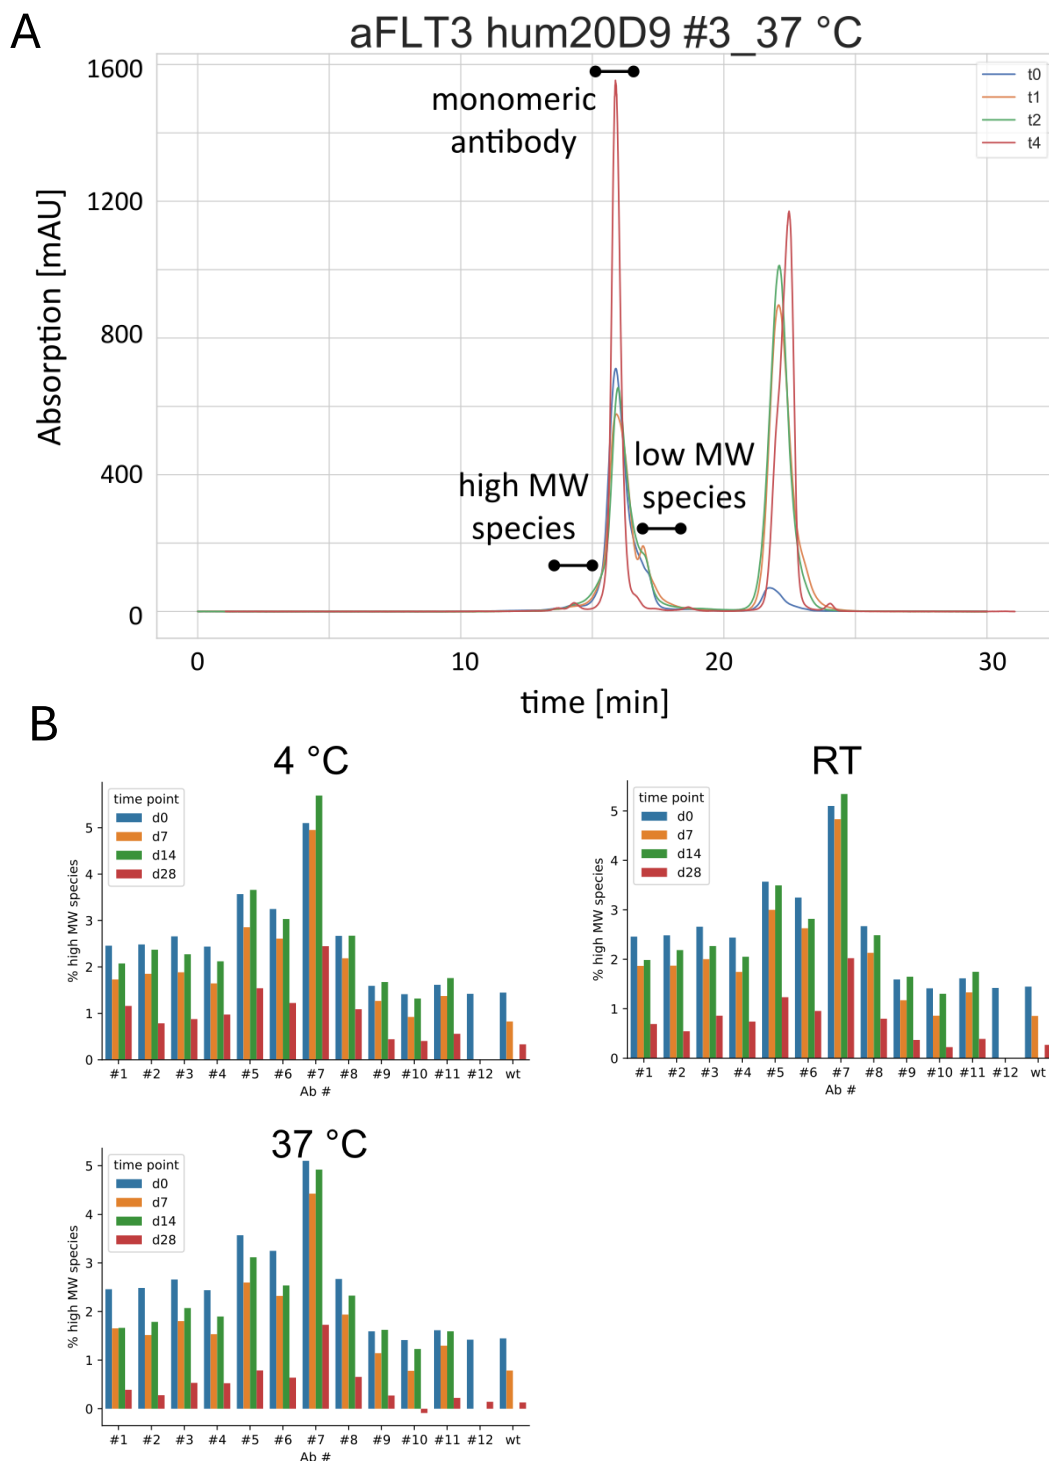 A
aFLT3 hum20D9 #3_37 °C
1600
1200
800
400
0
Absorption [mAU]
monomeric
antibody
high MW
species
low MW
species
t0
t1
t2
t4
0 10 20 30
time [min]
B
4 °C
time point
d0
d7
d14
d28
% high MW species
5
4
3
2
1
0
#1 #2 #3 #4 #5 #6 #7 #8 #9 #10 #11 #12 wt
Ab #
RT
time point
d0
d7
d14
d28
% high MW species
5
4
3
2
1
0
#1 #2 #3 #4 #5 #6 #7 #8 #9 #10 #11 #12 wt
Ab #
37 °C
time point
d0
d7
d14
d28
% high MW species
5
4
3
2
1
0
#1 #2 #3 #4 #5 #6 #7 #8 #9 #10 #11 #12 wt
Ab #